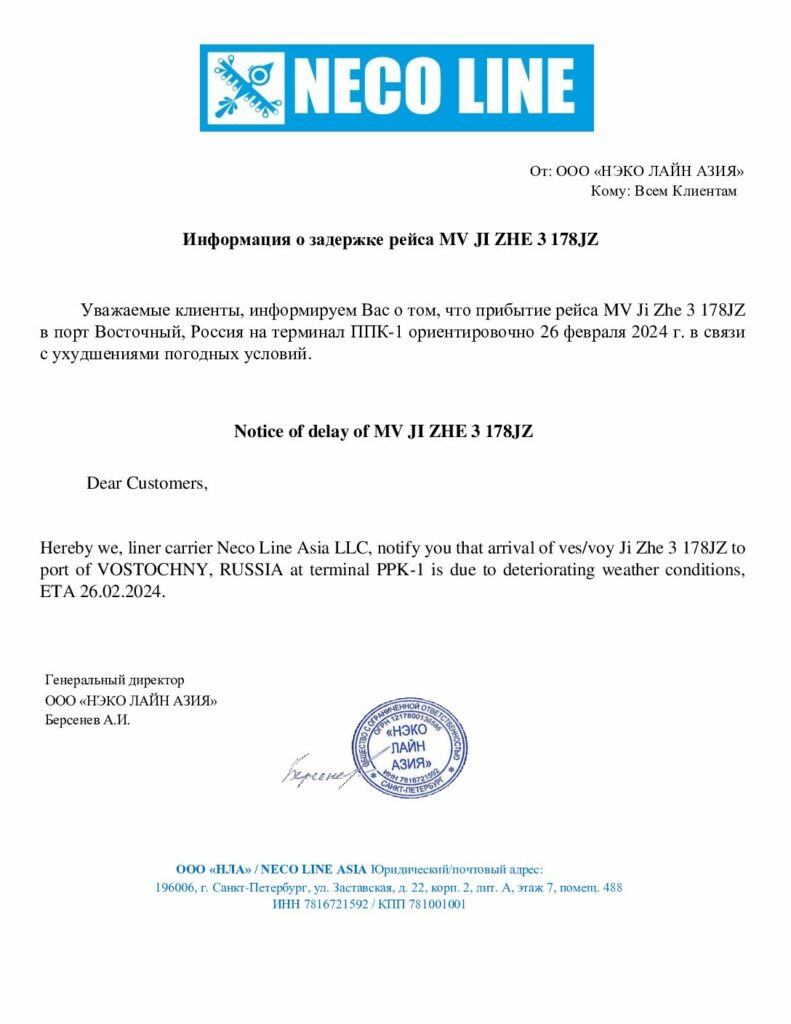 NECO LINE
От: ООО «НЭКО ЛАЙН АЗИЯ»
Кому: Всем Клиентам
Информация о задержке рейса MV JI ZHE 3 178JZ
Уважаемые клиенты, информируем Вас о том, что прибытие рейса MV Ji Zhe 3 178JZ
в порт Восточный, Россия на терминал ППК-1 ориентировочно 26 февраля 2024 г. в связи
с ухудшениями погодных условий.
Notice of delay of MV JI ZHE 3 178JZ
Dear Customers,
Hereby we, liner carrier Neco Line Asia LLC, notify you that arrival of ves/voy Ji Zhe 3 178JZ to
port of VOSTOCHNY, RUSSIA at terminal PPK-1 is due to deteriorating weather conditions,
ETA 26.02.2024.
Генеральный директор
ООО «НЭКО ЛАЙН АЗИЯ»
Берсенев А.И.
Берсенев
ОБЩЕСТВО С ОГРАНИЧЕННОЙ ОТВЕТСТВЕННОСТЬЮ
ОГРН
«НЭКО
ЛАЙН
АЗИЯ»
ИНН 7816721592
САНКТ-ПЕТЕРБУРГ
ООО «НЛА» / NECO LINE ASIA Юридический/почтовый адрес:
196006, г. Санкт-Петербург, ул. Заставская, д. 22, корп. 2, лит. А, этаж 7, помещ. 488
ИНН 7816721592 / КПП 781001001